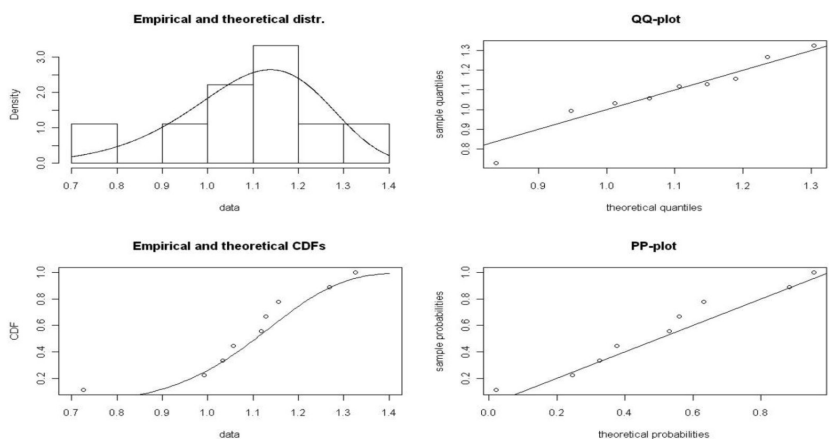 Empirical and theoretical distr.
Density
0.0 1.0 2.0 3.0
0.7 0.8 0.9 1.0 1.1 1.2 1.3 1.4
data
QQ-plot
sample quantiles
0.8 0.9 1.0 1.1 1.2 1.3
0.9 1.0 1.1 1.2 1.3
theoretical quantiles
Empirical and theoretical CDFs
CDF
0.2 0.4 0.6 0.8 1.0
0.7 0.8 0.9 1.0 1.1 1.2 1.3 1.4
data
PP-plot
sample probabilities
0.2 0.4 0.6 0.8 1.0
0.0 0.2 0.4 0.6 0.8
theoretical probabilities